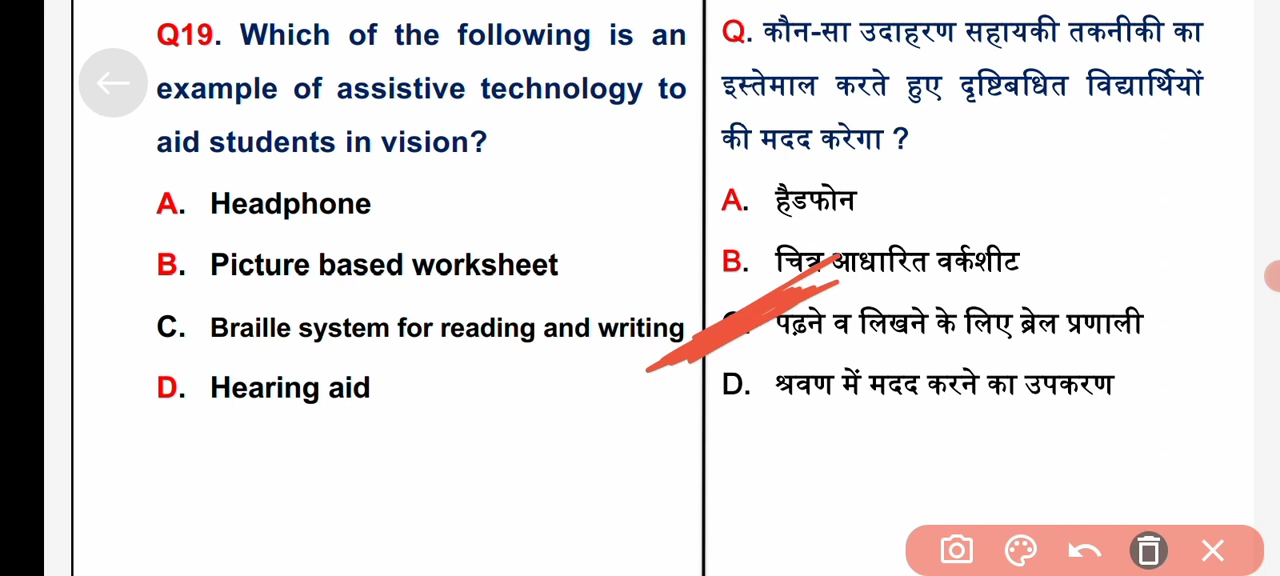 Q19. Which of the following is an
example of assistive technology to
aid students in vision?
A. Headphone
B. Picture based worksheet
C. Braille system for reading and writing
D. Hearing aid
Q. कौन-सा उदाहरण सहायकी तकनीकी का
इस्तेमाल करते हुए दृष्टिबधित विद्यार्थियों
की मदद करेगा ?
A. हैडफोन
B. चित्र आधारित वर्कशीट
पढ़ने व लिखने के लिए ब्रेल प्रणाली
D. श्रवण में मदद करने का उपकरण